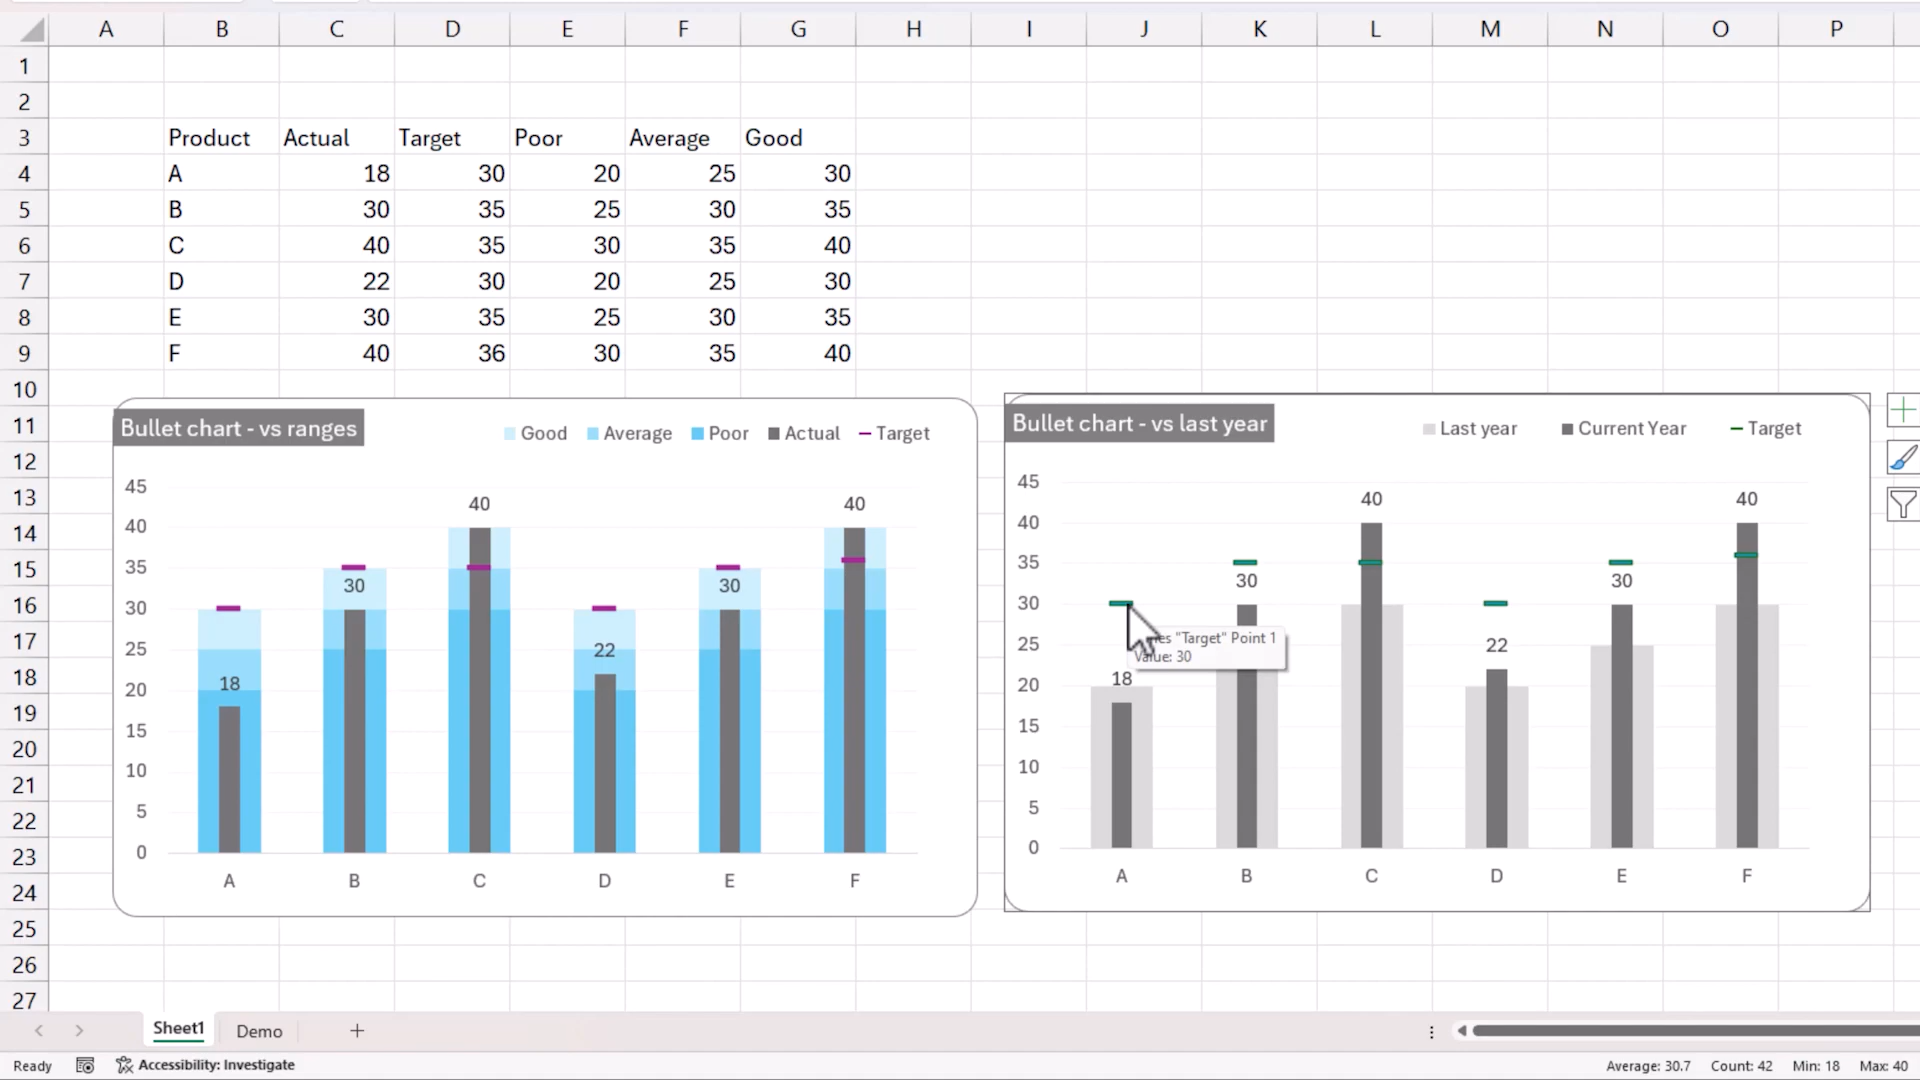 A B C D E F G H I J K L M N O P
1
2
3 Product Actual Target Poor Average Good
4 A 18 30 20 25 30
5 B 30 35 25 30 35
6 C 40 35 30 35 40
7 D 22 30 20 25 30
8 E 30 35 25 30 35
9 F 40 36 30 35 40
10
11
12
13
14
15
16
17
18
19
20
21
22
23
24
25
26
27
Bullet chart - vs ranges
Good Average Poor Actual Target
45
40
35
30
25
20
15
10
5
0
18 30 40 22 30 40
A B C D E F
Bullet chart - vs last year
Last year Current Year Target
45
40
35
30
25
20
15
10
5
0
18 30 40 22 30 40
"Target" Point 1
Value: 30
A B C D E F
Sheet1 Demo +
Ready Accessibility: Investigate Average: 30.7 Count: 42 Min: 18 Max: 40